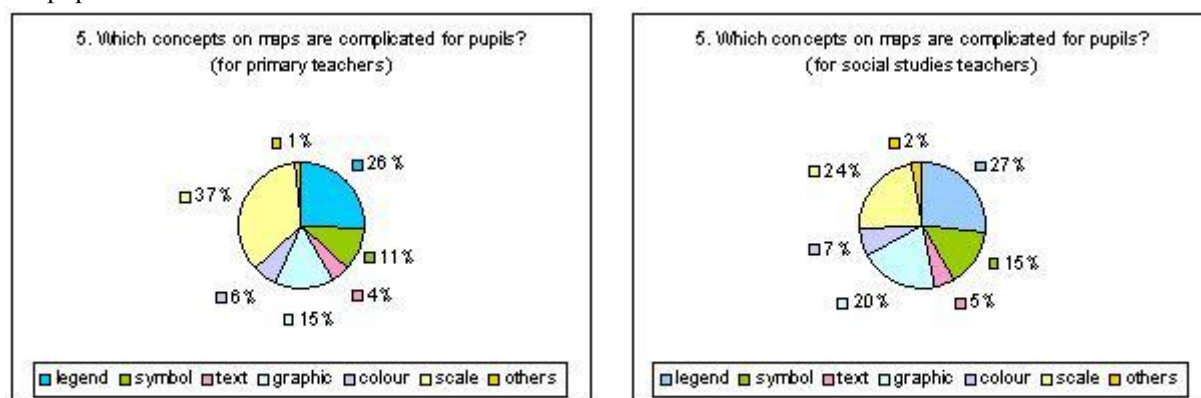 5. Which concepts on maps are complicated for pupils?
(for primary teachers)
1%
26%
37%
11%
6%
4%
15%
legend symbol text graphic colour scale others
5. Which concepts on maps are complicated for pupils?
(for social studies teachers)
2%
24%
27%
7%
15%
20%
5%
legend symbol text graphic colour scale others